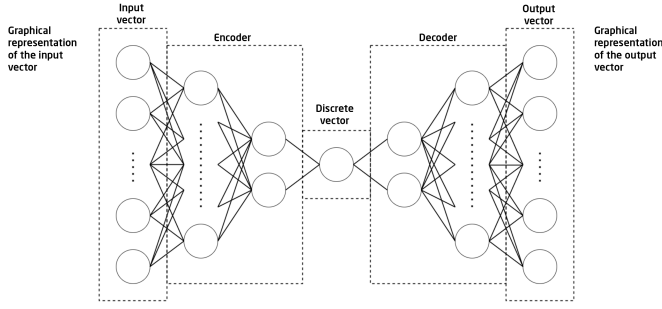 Graphical
representation
of the input
vector
Input
vector
Encoder
Discrete
vector
Decoder
Output
vector
Graphical
representation
of the output
vector